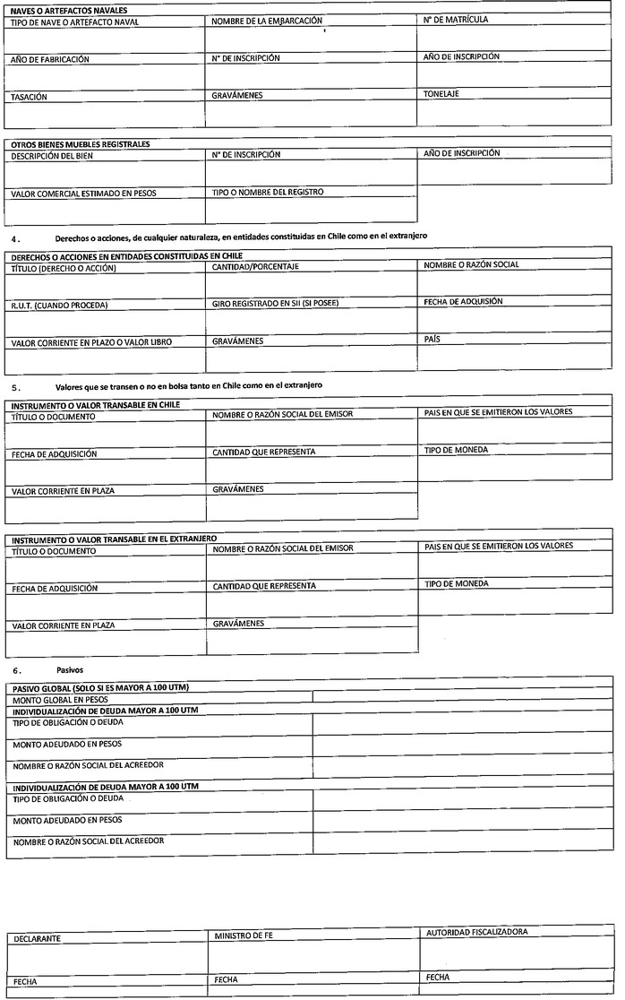 NAVES O ARTEFACTOS NAVALES
TIPO DE NAVE O ARTEFACTO NAVAL NOMBRE DE LA EMBARCACIÓN N° DE MATRÍCULA
AÑO DE FABRICACIÓN N° DE INSCRIPCIÓN AÑO DE INSCRIPCIÓN
TASACIÓN GRAVÁMENES TONELAJE
OTROS BIENES MUEBLES REGISTRALES
DESCRIPCIÓN DEL BIEN N° DE INSCRIPCIÓN AÑO DE INSCRIPCIÓN
VALOR COMERCIAL ESTIMADO EN PESOS TIPO O NOMBRE DEL REGISTRO
4. Derechos o acciones, de cualquier naturaleza, en entidades constituidas en Chile como en el extranjero
DERECHOS O ACCIONES EN ENTIDADES CONSTITUIDAS EN CHILE
TÍTULO (DERECHO O ACCIÓN) CANTIDAD/PORCENTAJE NOMBRE O RAZÓN SOCIAL
R.U.T. (CUANDO PROCEDA) GIRO REGISTRADO EN SII (SI POSEE) FECHA DE ADQUISIÓN
VALOR CORRIENTE EN PLAZO O VALOR LIBRO GRAVÁMENES PAÍS
5. Valores que se transen o no en bolsa tanto en Chile como en el extranjero
INSTRUMENTO O VALOR TRANSABLE EN CHILE
TÍTULO O DOCUMENTO NOMBRE O RAZÓN SOCIAL DEL EMISOR PAIS EN QUE SE EMITIERON LOS VALORES
FECHA DE ADQUISICIÓN CANTIDAD QUE REPRESENTA TIPO DE MONEDA
VALOR CORRIENTE EN PLAZA GRAVÁMENES
INSTRUMENTO O VALOR TRANSABLE EN EL EXTRANJERO
TÍTULO O DOCUMENTO NOMBRE O RAZÓN SOCIAL DEL EMISOR PAIS EN QUE SE EMITIERON LOS VALORES
FECHA DE ADQUISICIÓN CANTIDAD QUE REPRESENTA TIPO DE MONEDA
VALOR CORRIENTE EN PLAZA GRAVÁMENES
6. Pasivos
PASIVO GLOBAL (SOLO SI ES MAYOR A 100 UTM)
MONTO GLOBAL EN PESOS
INDIVIDUALIZACIÓN DE DEUDA MAYOR A 100 UTM
TIPO DE OBLIGACIÓN O DEUDA
MONTO ADEUDADO EN PESOS
NOMBRE O RAZÓN SOCIAL DEL ACREEDOR
INDIVIDUALIZACIÓN DE DEUDA MAYOR A 100 UTM
TIPO DE OBLIGACIÓN O DEUDA
MONTO ADEUDADO EN PESOS
NOMBRE O RAZÓN SOCIAL DEL ACREEDOR
DECLARANTE MINISTRO DE FE AUTORIDAD FISCALIZADORA
FECHA FECHA FECHA